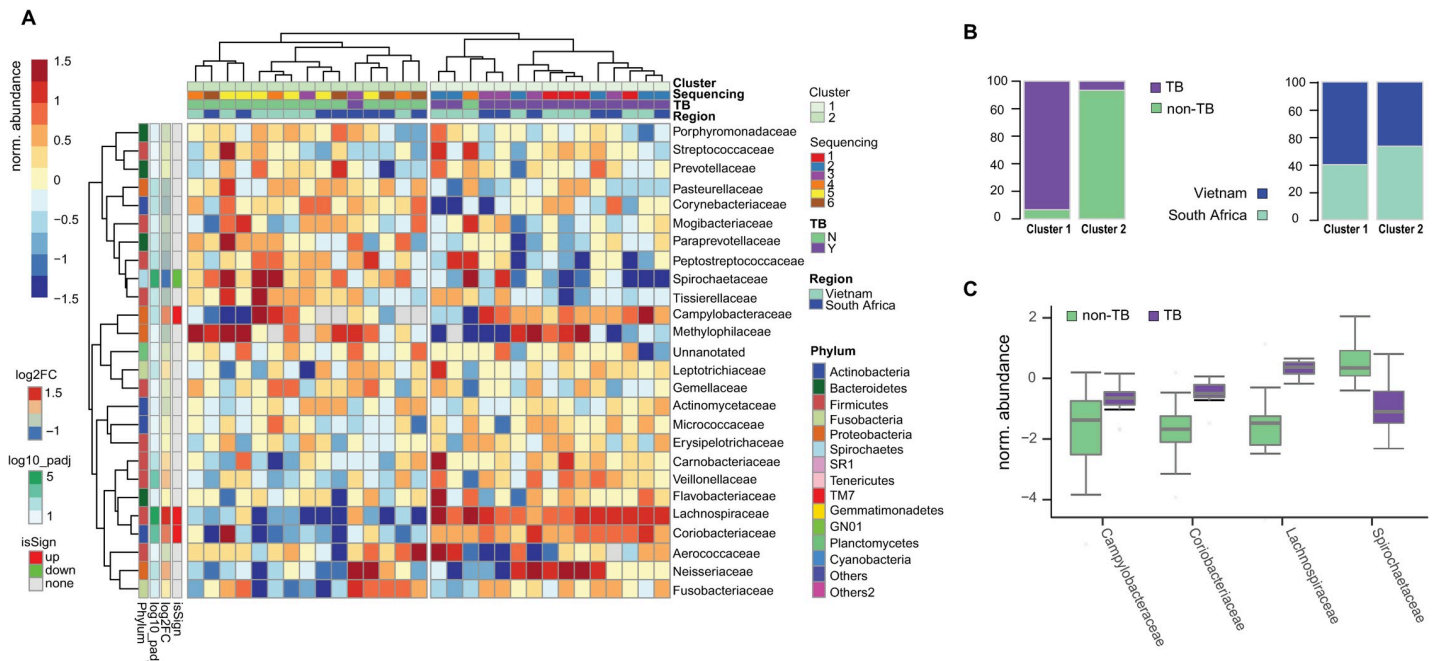 A
1.5
1
0.5
0
−0.5
−1
−1.5
norm. abundance
Cluster
Sequencing
TB
Region
Porphyromonadaceae
Streptococcaceae
Prevotellaceae
Pasteurellaceae
Corynebacteriaceae
Mogibacteriaceae
Paraprevotellaceae
Peptostreptococcaceae
Spirochaetaceae
Tissierellaceae
Campylobacteraceae
Methylophilaceae
Unnanotated
Leptotrichiaceae
Gemellaceae
Actinomycetaceae
Micrococcaceae
Erysipelotrichaceae
Carnobacteriaceae
Veillonellaceae
Flavobacteriaceae
Lachnospiraceae
Coriobacteriaceae
Aerococcaceae
Neisseriaceae
Fusobacteriaceae
log2FC
1.5
−1
log10_padj
5
1
isSign
up
down
none
Phylum
log10_pad
log2FC
isSign
Cluster
1
2
Sequencing
1
2
3
4
5
6
TB
N
Y
Region
Vietnam
South Africa
Phylum
Actinobacteria
Bacteroidetes
Firmicutes
Fusobacteria
Proteobacteria
Spirochaetes
SR1
Tenericutes
TM7
Gemmatimonadetes
GN01
Planctomycetes
Cyanobacteria
Others
Others2
B
100
100
80
60
40
20
0
Cluster 1 Cluster 2
TB
non-TB
Vietnam
South Africa
100
100
80
60
40
20
0
Cluster 1 Cluster 2
C
non-TB TB
norm. abundance
2
0
−2
−4
Campylobacteraceae
Coriobacteriaceae
Lachnospiraceae
Spirochaetaceae